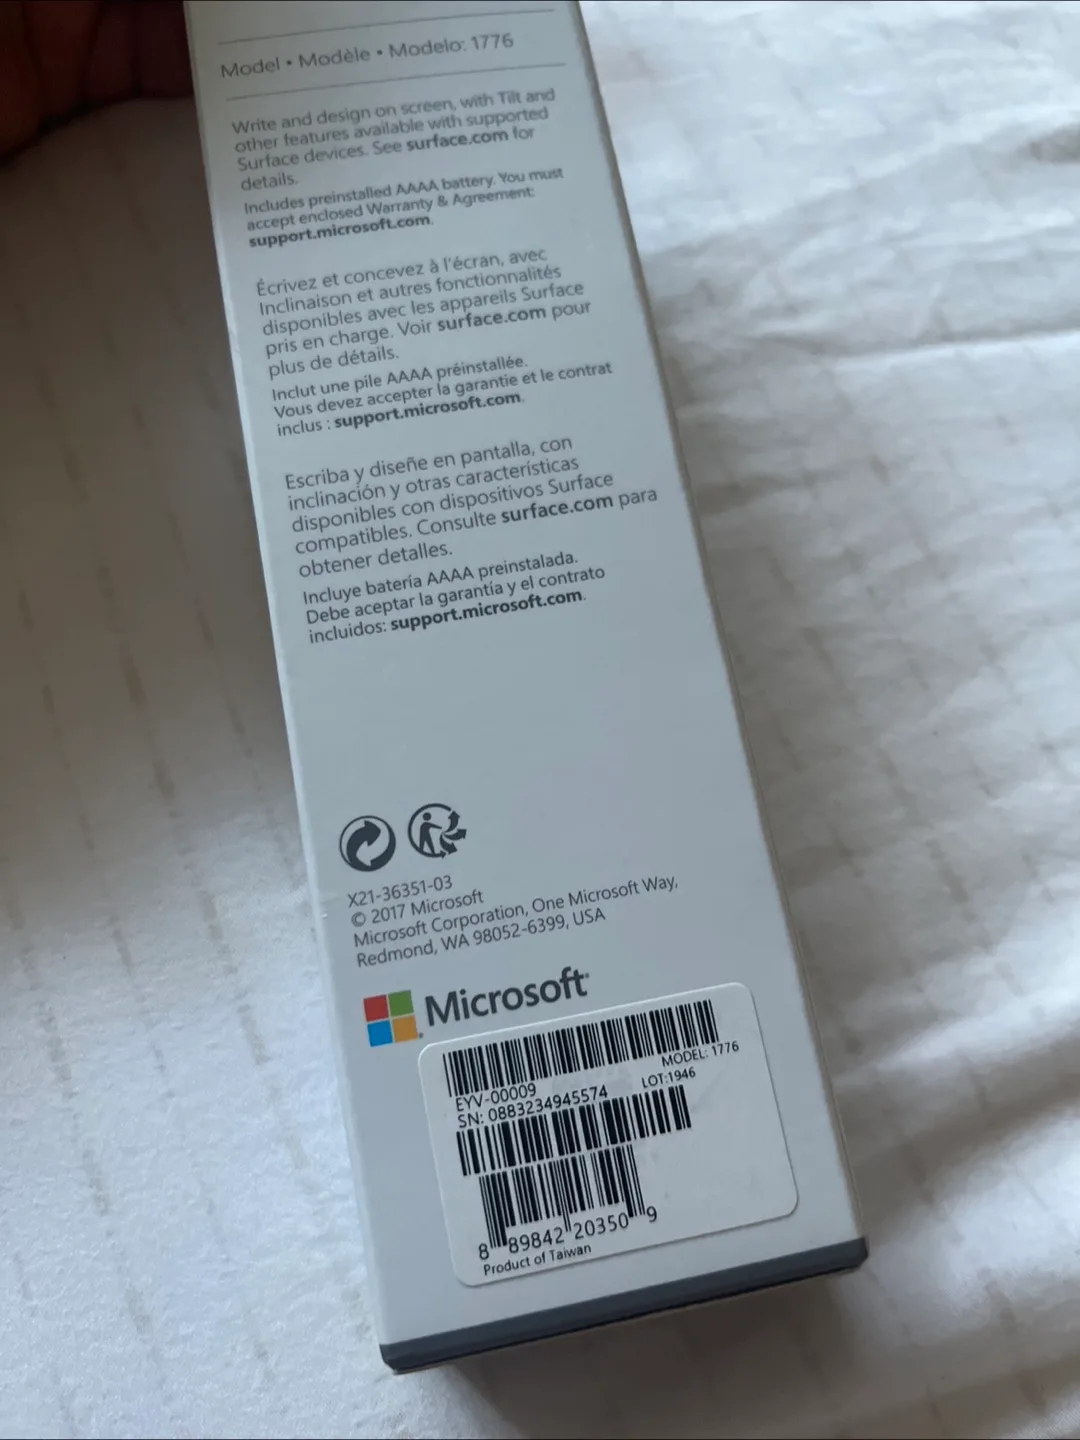 Model • Modèle • Modelo: 1776
Write and design on screen, with Tilt and
other features available with supported
Surface devices. See surface.com for
details.
Includes preinstalled AAAA battery. You must
accept enclosed Warranty & Agreement:
support.microsoft.com.
Écrivez et concevez à l'écran, avec
Inclinaison et autres fonctionnalités
disponibles avec les appareils Surface
pris en charge. Voir surface.com pour
plus de détails.
Inclut une pile AAAA préinstallée.
Vous devez accepter la garantie et le contrat
inclus : support.microsoft.com.
Escriba y diseñe en pantalla, con
inclinación y otras características
disponibles con dispositivos Surface
compatibles. Consulte surface.com para
obtener detalles.
Incluye batería AAAA preinstalada.
Debe aceptar la garantía y el contrato
incluidos: support.microsoft.com.
X21-36351-03
© 2017 Microsoft
Microsoft Corporation, One Microsoft Way,
Redmond, WA 98052-6399, USA
Microsoft
EYV-00009 MODEL: 1776
SN: 0883234945574 LOT:1946
8 89842 20350 9
Product of Taiwan